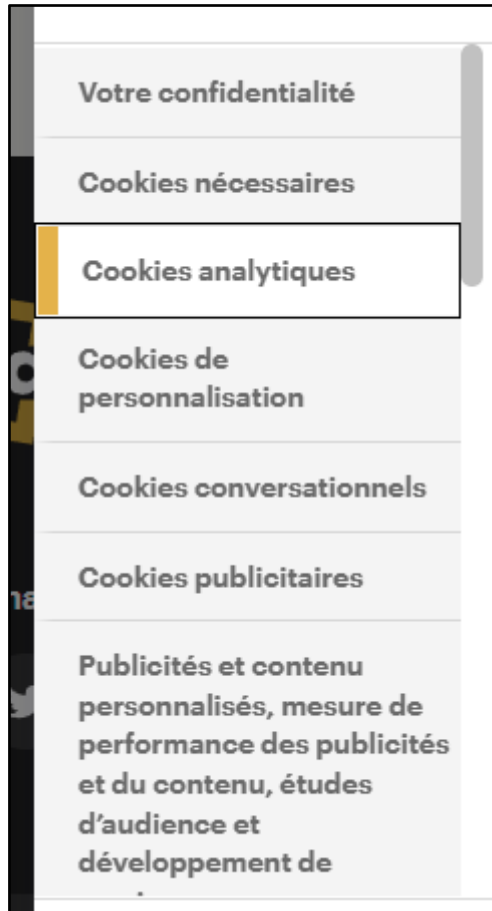 Votre confidentialité
Cookies nécessaires
Cookies analytiques
Cookies de
personnalisation
Cookies conversationnels
Cookies publicitaires
Publicités et contenu
personnalisés, mesure de
performance des publicités
et du contenu, études
d’audience et
développement de